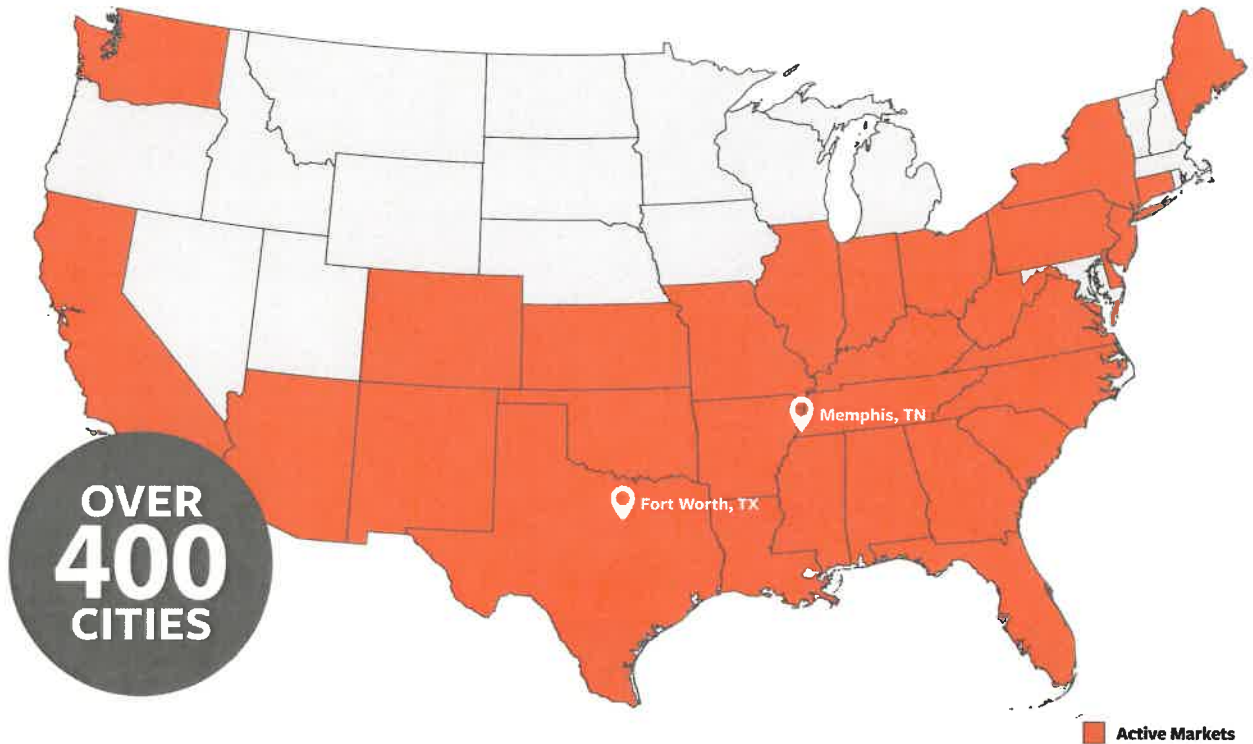 Memphis, TN
Fort Worth, TX
OVER
400
CITIES
Active Markets